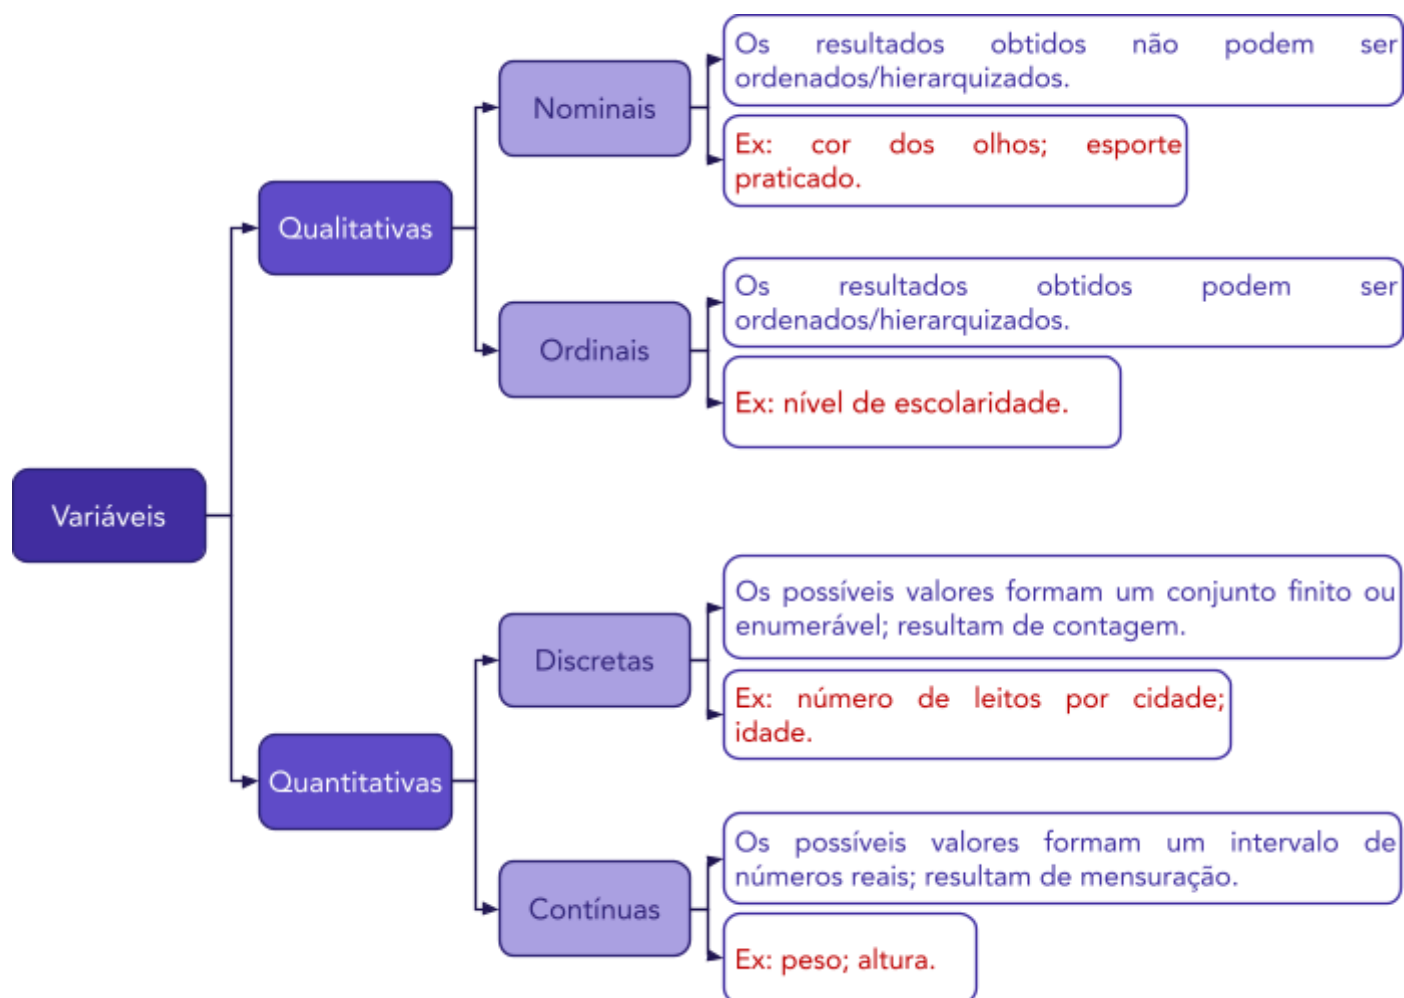 Variáveis
Qualitativas
Nominais
Os resultados obtidos não podem ser
ordenados/hierarquizados.
Ex: cor dos olhos; esporte
praticado.
Ordinais
Os resultados obtidos podem ser
ordenados/hierarquizados.
Ex: nível de escolaridade.
Quantitativas
Discretas
Os possíveis valores formam um conjunto finito ou
enumerável; resultam de contagem.
Ex: número de leitos por cidade;
idade.
Contínuas
Os possíveis valores formam um intervalo de
números reais; resultam de mensuração.
Ex: peso; altura.